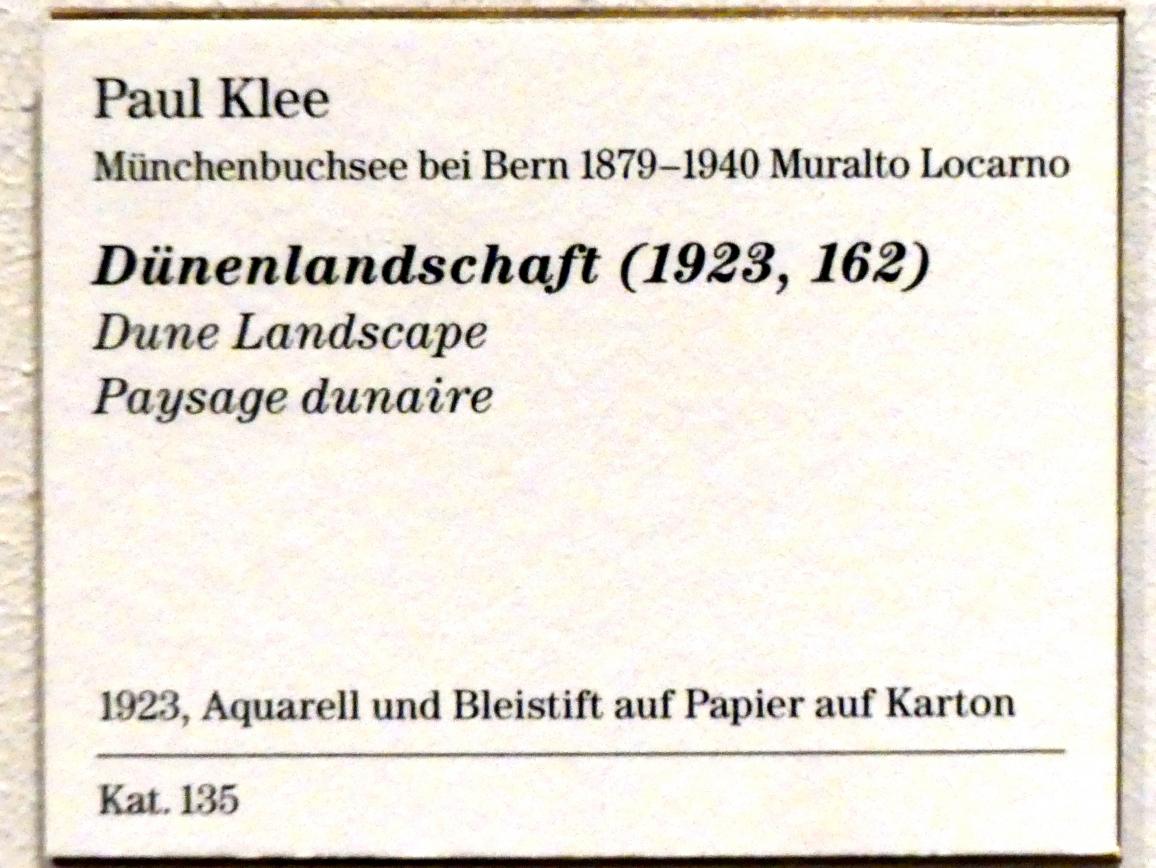 Paul Klee
Münchenbuchsee bei Bern 1879–1940 Muralto Locarno
Dünenlandschaft (1923, 162)
Dune Landscape
Paysage dunaire
1923, Aquarell und Bleistift auf Papier auf Karton
Kat. 135